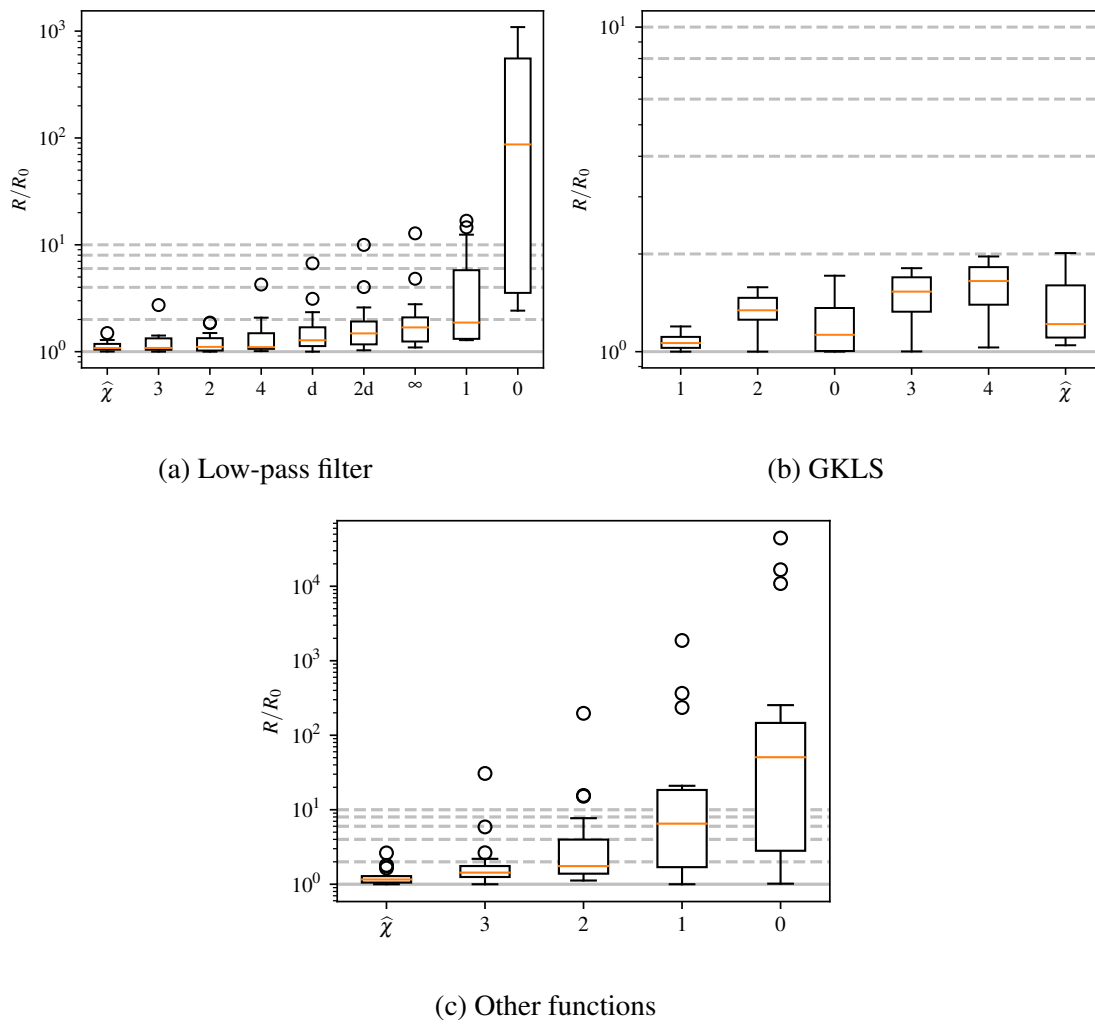 R/R₀
10³
10²
10¹
10⁰
χ̂ 3 2 4 d 2d ∞ 1 0
(a) Low-pass filter
R/R₀
10¹
10⁰
1 2 0 3 4 χ̂
(b) GKLS
R/R₀
10⁴
10³
10²
10¹
10⁰
χ̂ 3 2 1 0
(c) Other functions